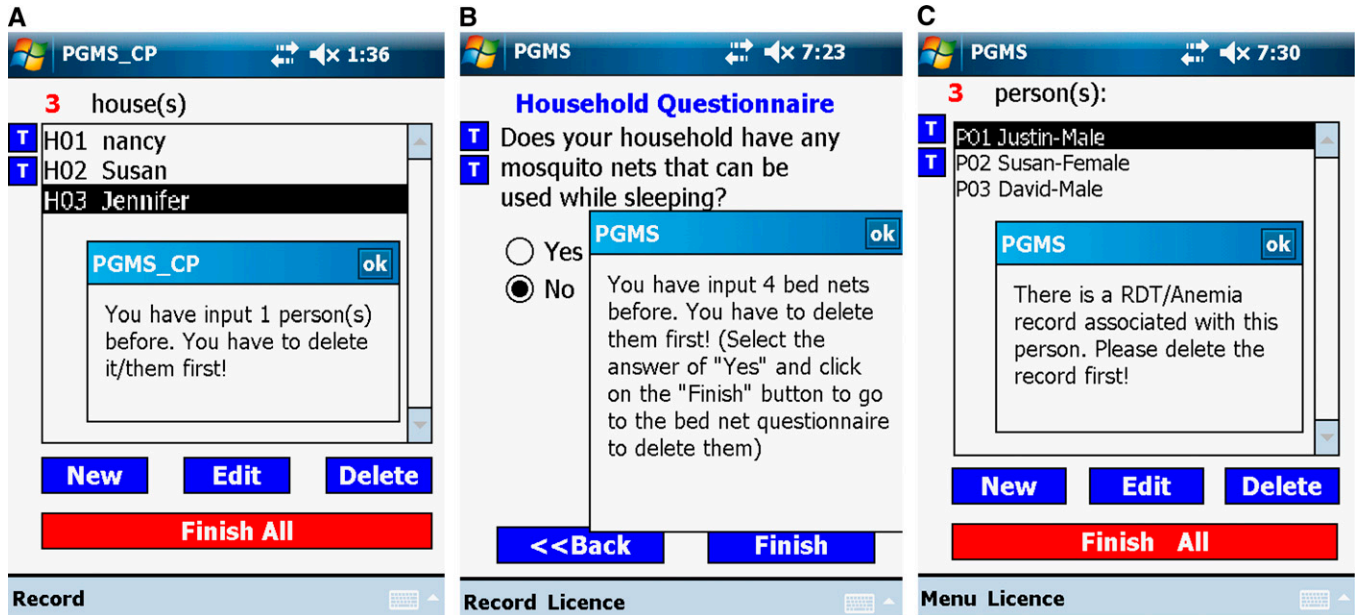 A
PGMS_CP 1:36
3 house(s)
T
T
H01 nancy
H02 Susan
H03 Jennifer
PGMS_CP ok
You have input 1 person(s)
before. You have to delete
it/them first!
New Edit Delete
Finish All
Record
B
PGMS 7:23
Household Questionnaire
T
T
Does your household have any
mosquito nets that can be
used while sleeping?
Yes
No
PGMS ok
You have input 4 bed nets
before. You have to delete
them first! (Select the
answer of "Yes" and click
on the "Finish" button to go
to the bed net questionnaire
to delete them)
<<Back Finish
Record Licence
C
PGMS 7:30
3 person(s):
T
T
P01 Justin-Male
P02 Susan-Female
P03 David-Male
PGMS ok
There is a RDT/Anemia
record associated with this
person. Please delete the
record first!
New Edit Delete
Finish All
Menu Licence